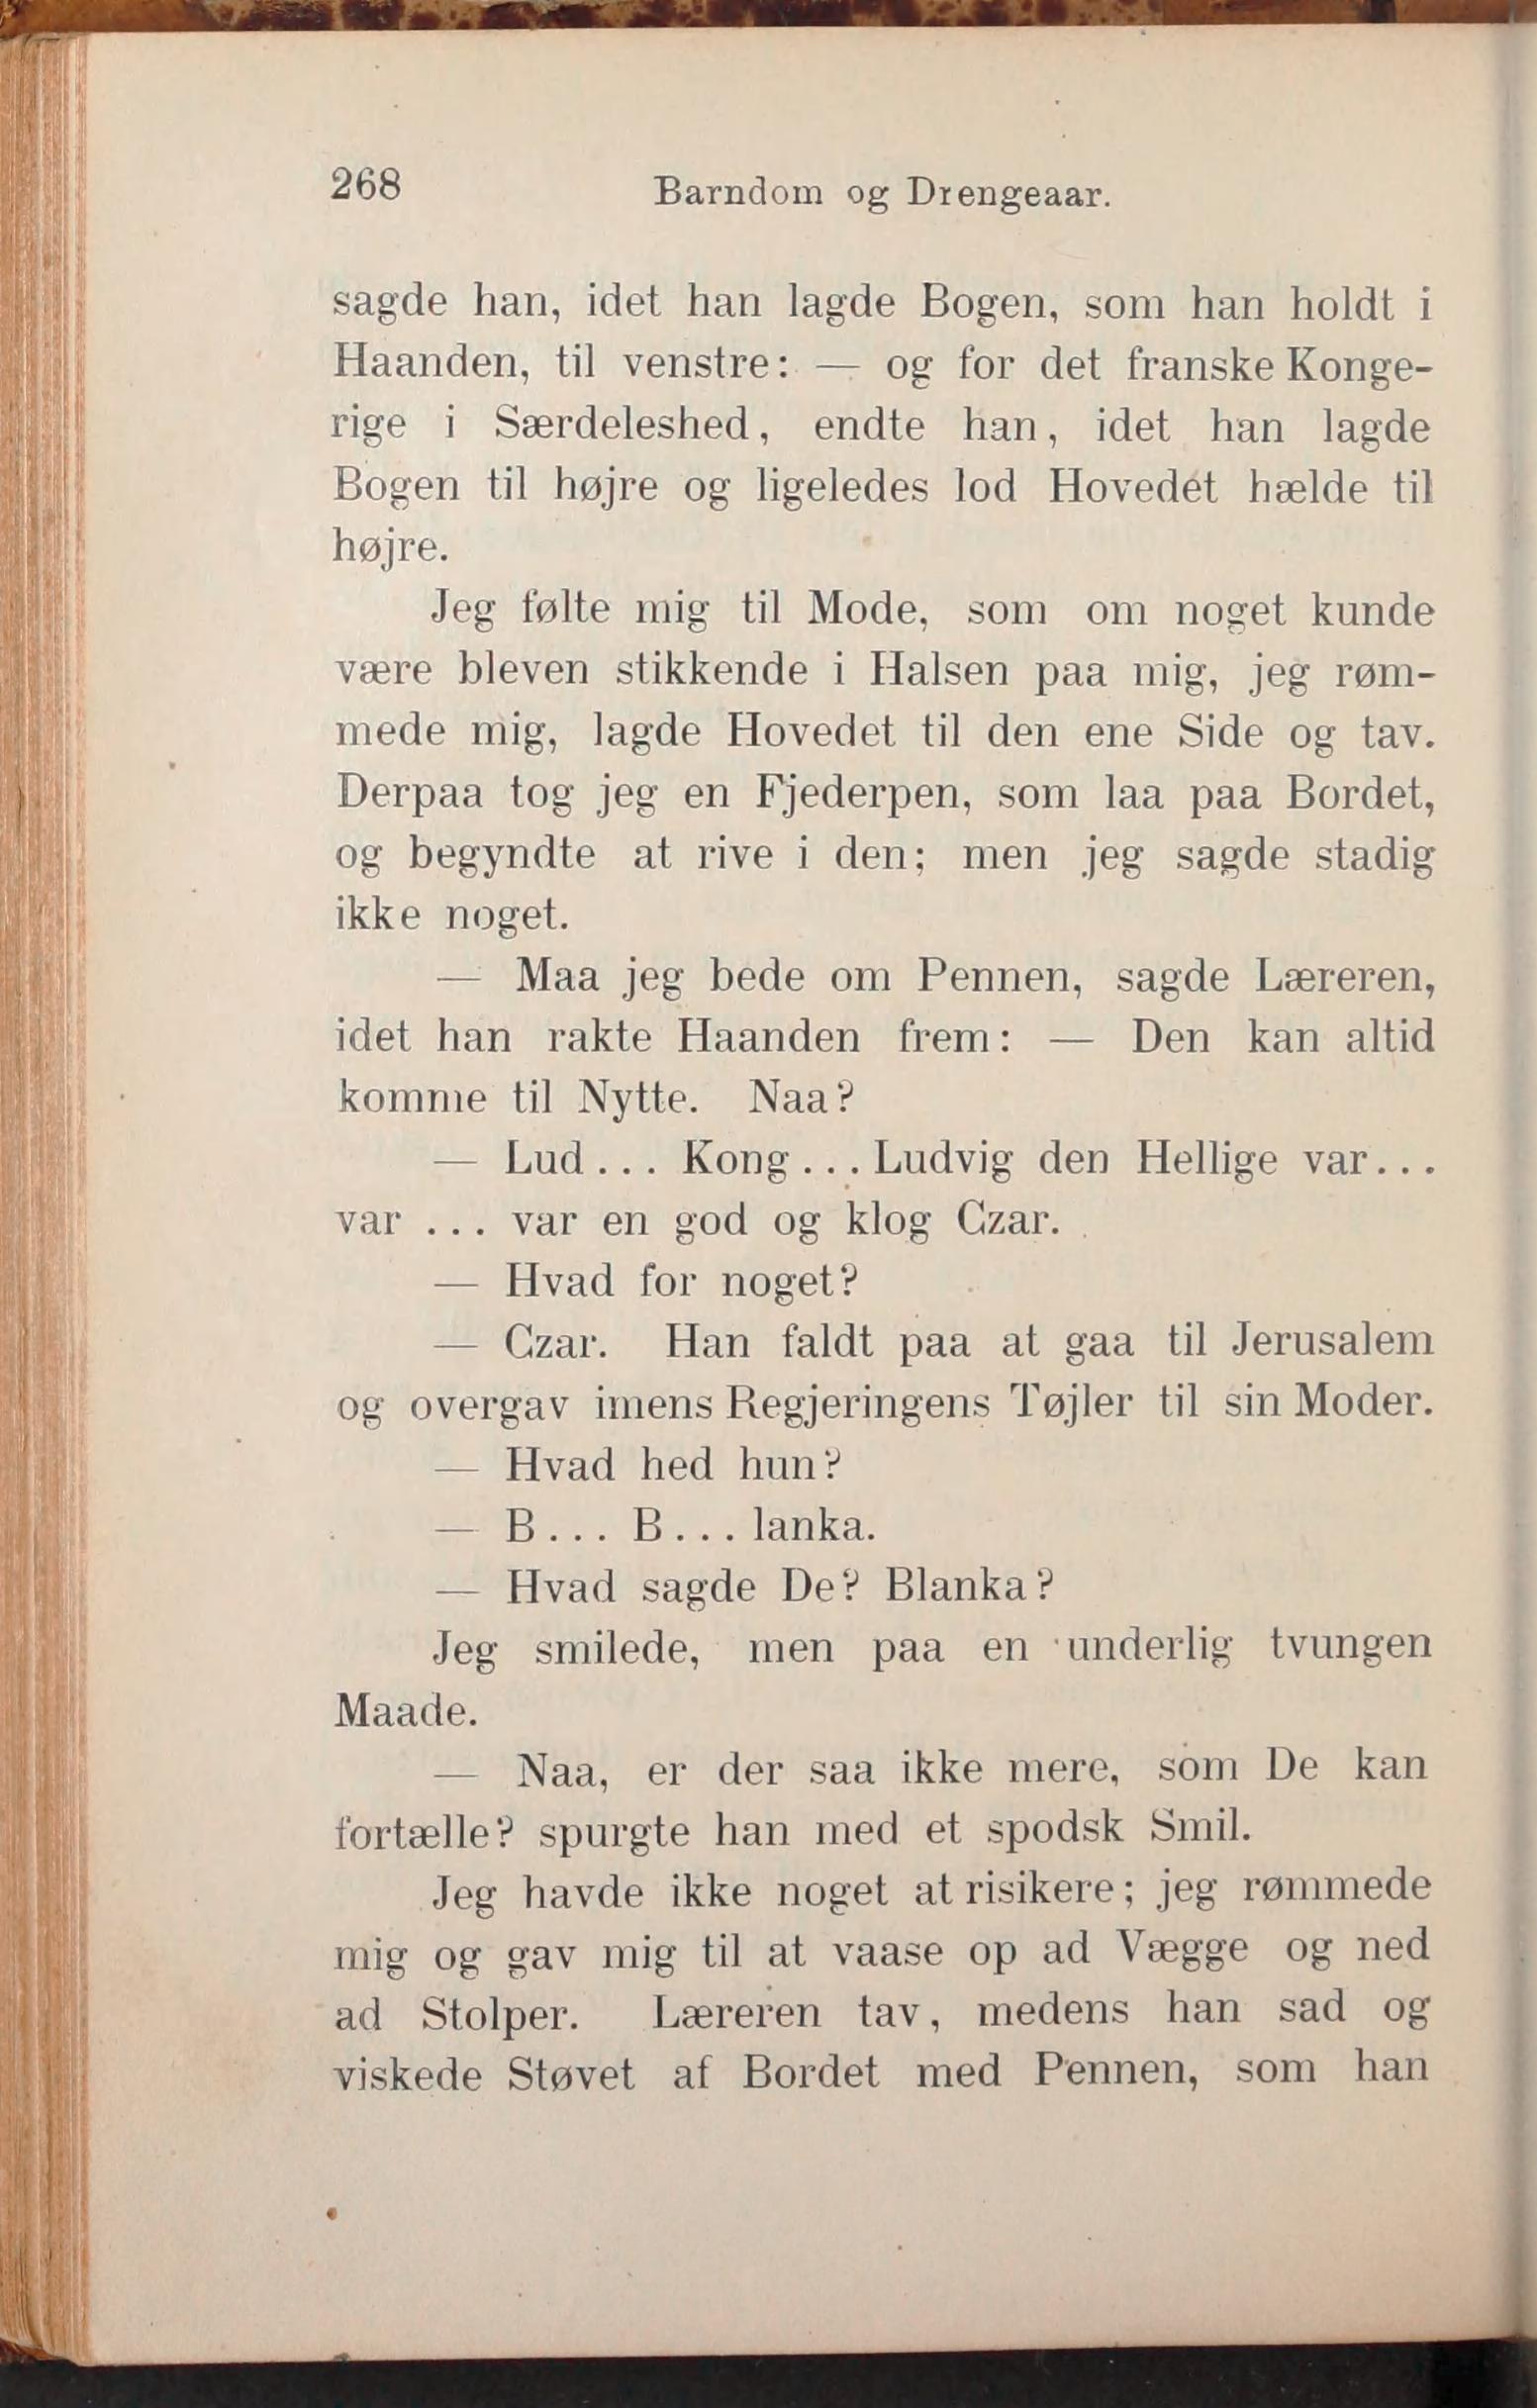 268
Barndom og Drengeaar.
sagde han, idet han lagde Bogen, som han holdt i
Haanden, til venstre: — og for det franske Konge-
rige i Særdeleshed, endte han, idet han lagde
Bogen til højre og ligeledes lod Hovedet hælde til
højre.
Jeg følte mig til Mode, som om noget kunde
være bleven stikkende i Halsen paa mig, jeg røm-
mede mig, lagde Hovedet til den ene Side og tav.
Derpaa tog jeg en Fjederpen, som laa paa Bordet,
og begyndte at rive i den; men jeg sagde stadig
ikke noget.
— Maa jeg bede om Pennen, sagde Læreren,
idet han rakte Haanden frem: — Den kan altid
komme til Nytte. Naa?
— Lud... Kong... Ludvig den Hellige var...
var ... var en god og klog Czar.
— Hvad for noget?
— Czar. Han faldt paa at gaa til Jerusalem
og overgav imens Regjeringens Tøjler til sin Moder.
— Hvad hed hun?
— B... B... lanka.
— Hvad sagde De? Blanka?
Jeg smilede, men paa en underlig tvungen
Maade.
— Naa, er der saa ikke mere, som De kan
fortælle? spurgte han med et spodsk Smil.
Jeg havde ikke noget at risikere; jeg rømmede
mig og gav mig til at vaase op ad Vægge og ned
ad Stolper. Læreren tav, medens han sad og
viskede Støvet af Bordet med Pennen, som han